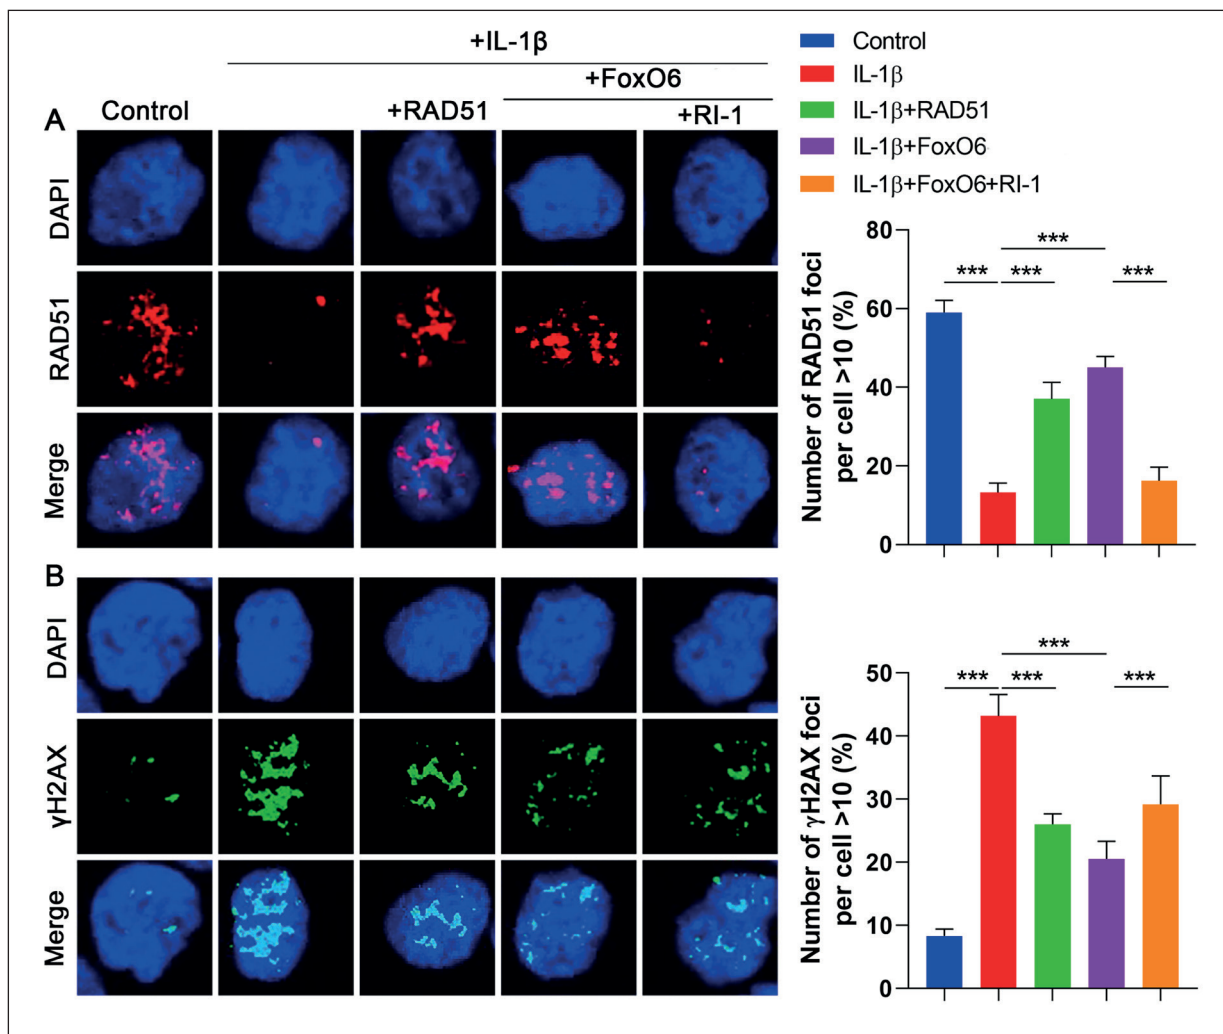 +IL-1β
+FoxO6
Control
+RAD51
+RI-1
A
DAPI
RAD51
Merge
B
DAPI
γH2AX
Merge
Control
IL-1β
IL-1β+RAD51
IL-1β+FoxO6
IL-1β+FoxO6+RI-1
Number of RAD51 foci
per cell >10 (%)
80
60
40
20
0
***
***
***
***
Number of γH2AX foci
per cell >10 (%)
50
40
30
20
10
0
***
***
***
***